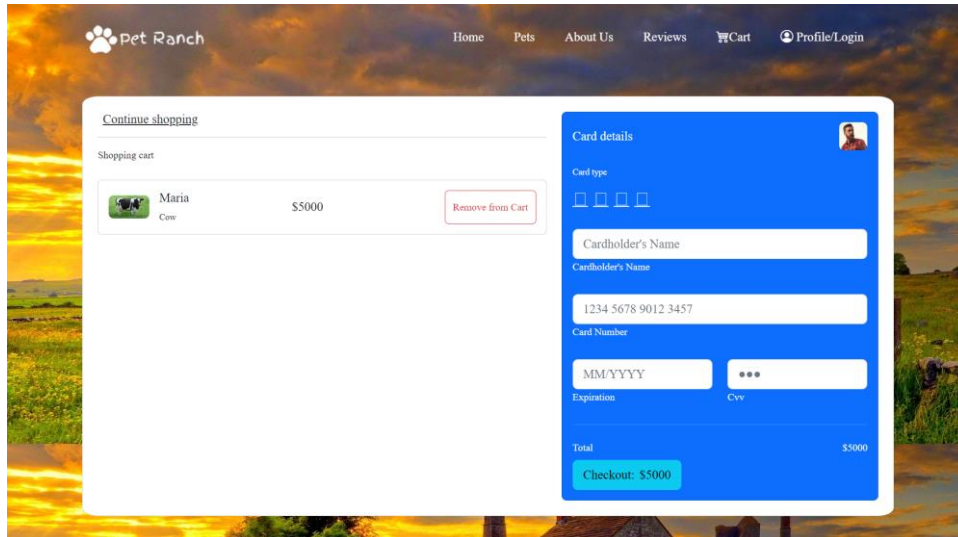 Pet Ranch
Home Pets About Us Reviews Cart Profile/Login
Continue shopping
Shopping cart
Maria
Cow
$5000
Remove from Cart
Card details
Card type
Cardholder's Name
Cardholder's Name
1234 5678 9012 3457
Card Number
MM/YYYY
Expiration
●●●
Cvv
Total $5000
Checkout: $5000